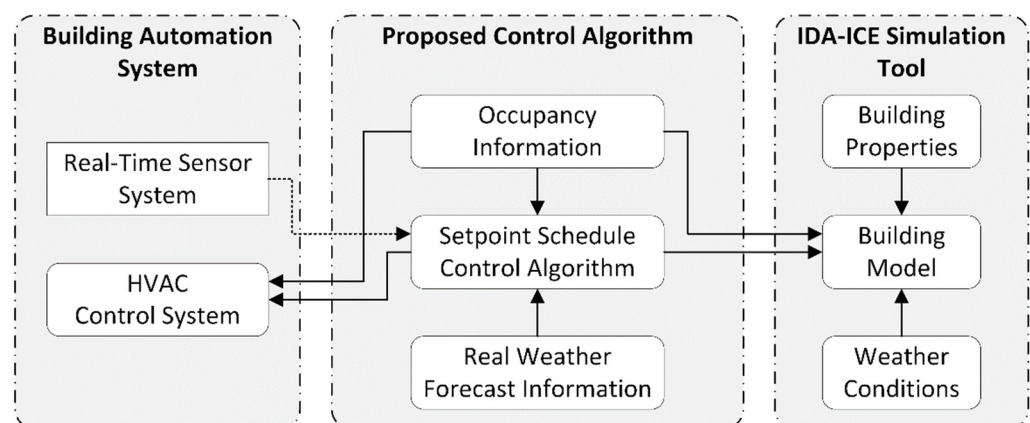 Building Automation
System
Real-Time Sensor
System
HVAC
Control System
Proposed Control Algorithm
Occupancy
Information
Setpoint Schedule
Control Algorithm
Real Weather
Forecast Information
IDA-ICE Simulation
Tool
Building
Properties
Building
Model
Weather
Conditions